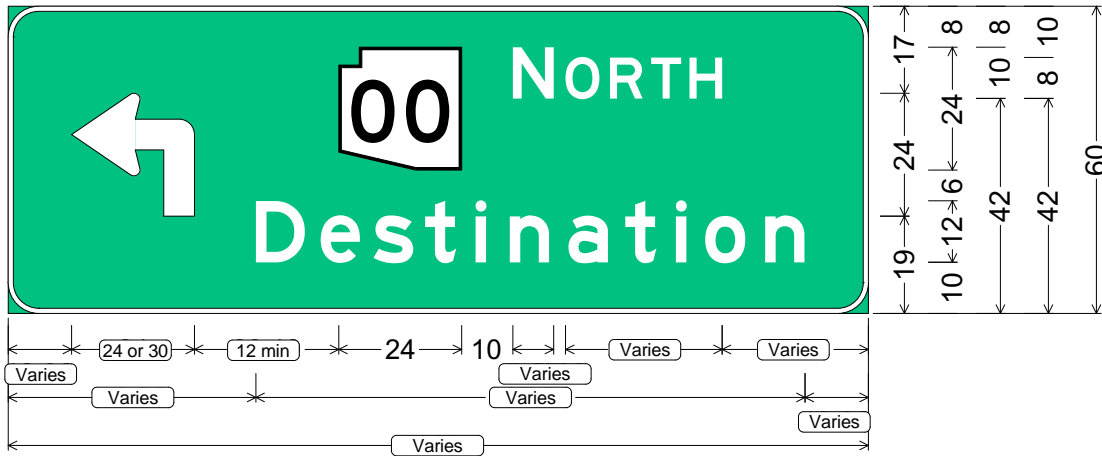 NORTH
00
Destination
17
24
19
8
24
6
12
10
8
10
42
10
8
42
60
24 or 30
12 min
24
10
Varies
Varies
Varies
Varies
Varies
Varies
Varies
Varies